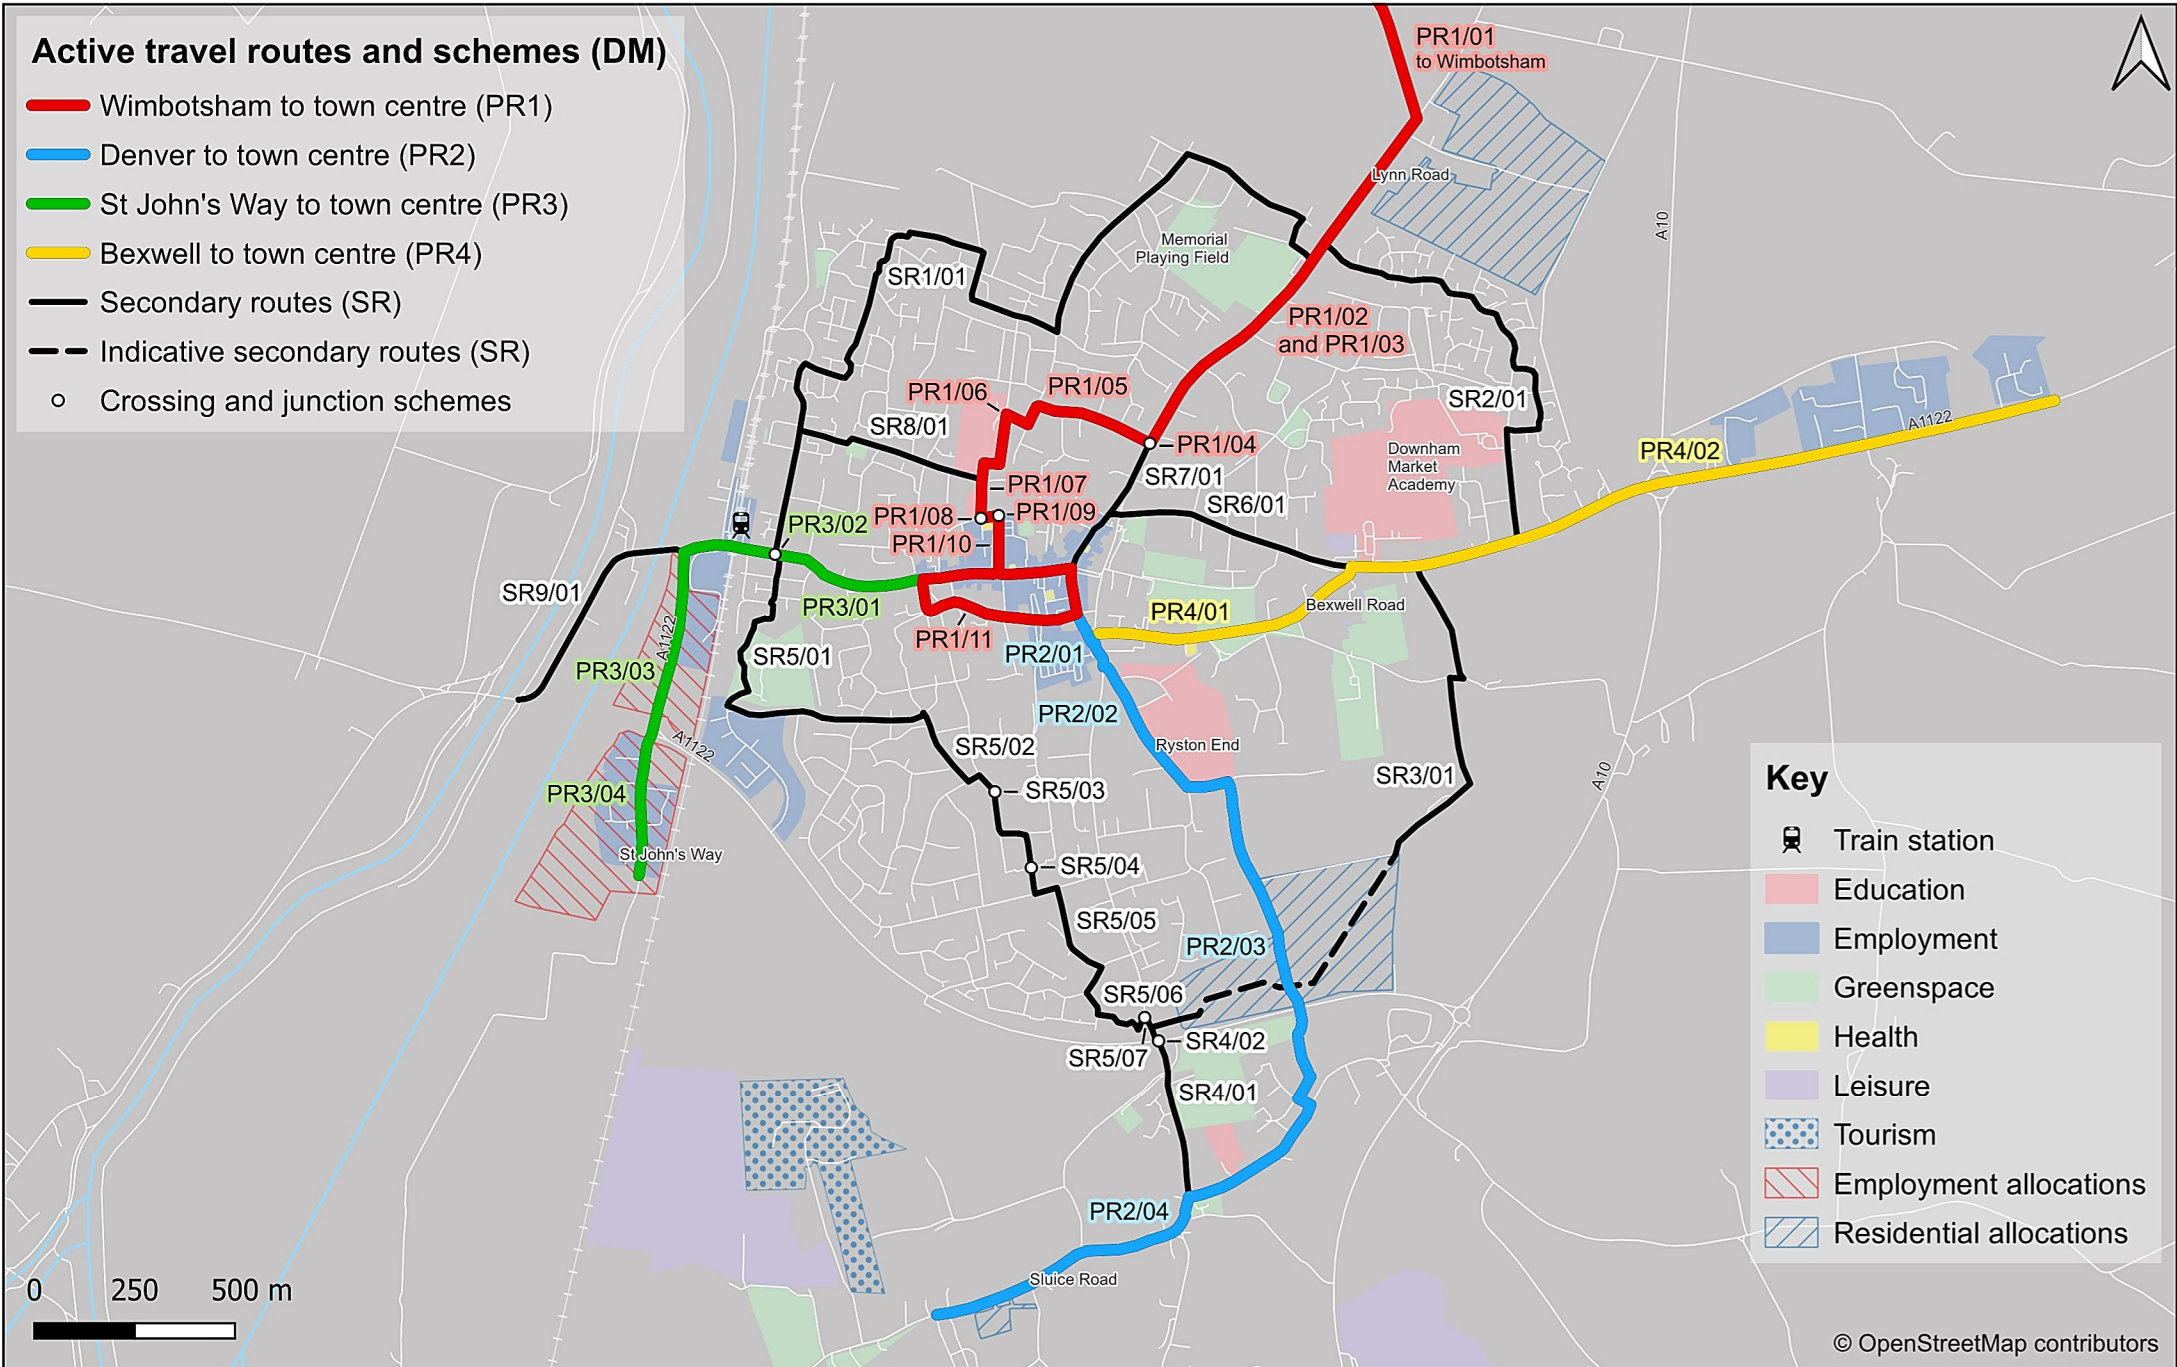 Active travel routes and schemes (DM)
Wimbotsham to town centre (PR1)
Denver to town centre (PR2)
St John's Way to town centre (PR3)
Bexwell to town centre (PR4)
Secondary routes (SR)
Indicative secondary routes (SR)
Crossing and junction schemes
PR1/01
to Wimbotsham
Lynn Road
A10
Memorial
Playing Field
SR1/01
PR1/02
and PR1/03
PR1/06
PR1/05
SR2/01
SR8/01
PR1/04
Downham
Market
Academy
A1122
PR4/02
SR7/01
PR1/07
SR6/01
PR1/08
PR1/09
PR3/02
PR1/10
SR9/01
PR3/01
Bexwell Road
PR4/01
PR1/11
A1122
PR2/01
SR5/01
PR3/03
PR2/02
A1122
SR5/02
Ryston End
SR3/01
A10
PR3/04
SR5/03
St John's Way
SR5/04
SR5/05
PR2/03
SR5/06
SR4/02
SR5/07
SR4/01
PR2/04
Sluice Road
Key
Train station
Education
Employment
Greenspace
Health
Leisure
Tourism
Employment allocations
Residential allocations
0 250 500 m
© OpenStreetMap contributors